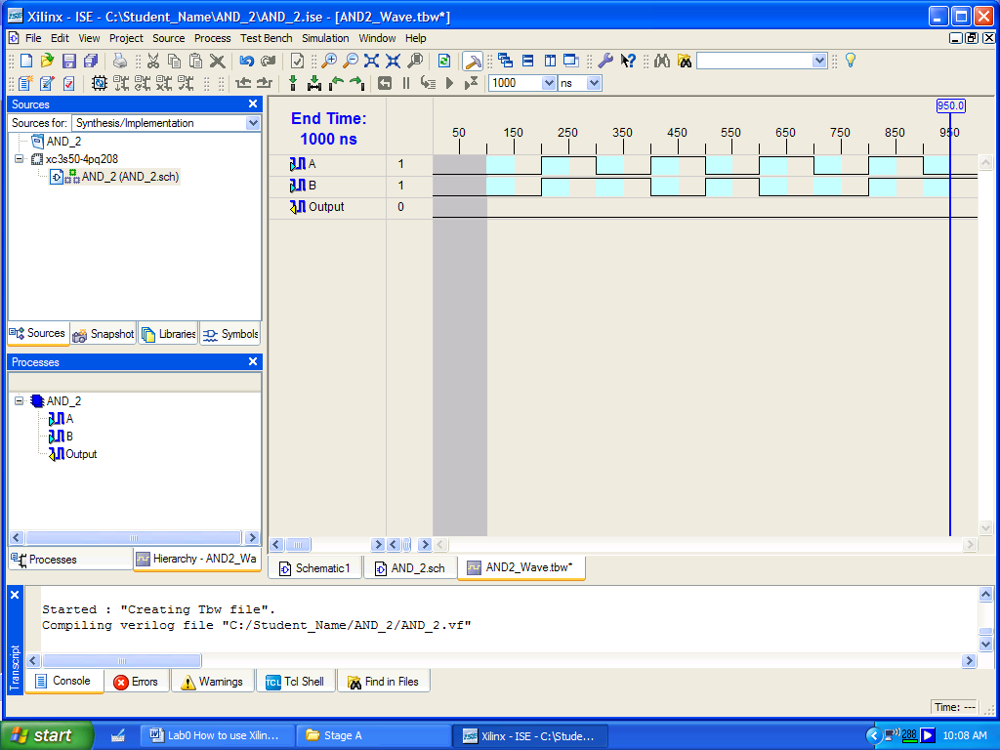 Xilinx - ISE - C:\Student_Name\AND_2\AND_2.ise - [AND2_Wave.tbw*]
File Edit View Project Source Process Test Bench Simulation Window Help
1000 ns
Sources
Sources for: Synthesis/Implementation
AND_2
xc3s50-4pq208
AND_2 (AND_2.sch)
Sources Snapshot Libraries Symbols
Processes
AND_2
A
B
Output
Processes Hierarchy - AND2_Wa
950.0
End Time:
1000 ns
50 150 250 350 450 550 650 750 850 950
A 1
B 1
Output 0
Schematic1 AND_2.sch AND2_Wave.tbw*
Transcript
Started : "Creating Tbw file".
Compiling verilog file "C:/Student_Name/AND_2/AND_2.vf"
Console Errors Warnings TCL Tcl Shell Find in Files
Time: ---
start Lab0 How to use Xilin... Stage A ISE Xilinx - ISE - C:\Stude... 288 10:08 AM